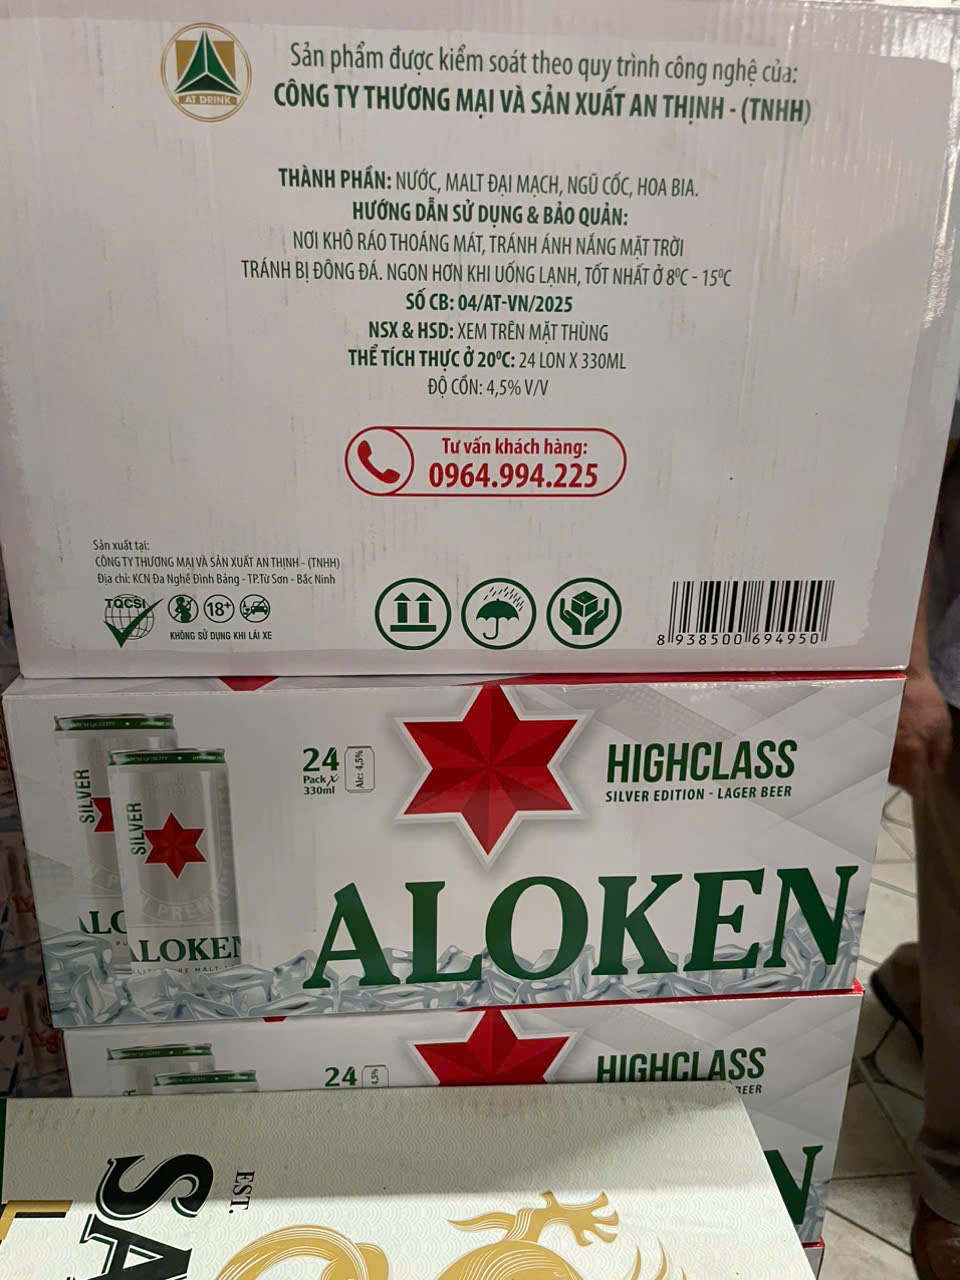 AT DRINK
Sản phẩm được kiểm soát theo quy trình công nghệ của:
CÔNG TY THƯƠNG MẠI VÀ SẢN XUẤT AN THỊNH - (TNHH)
THÀNH PHẦN: NƯỚC, MALT ĐẠI MẠCH, NGŨ CỐC, HOA BIA.
HƯỚNG DẪN SỬ DỤNG & BẢO QUẢN:
NƠI KHÔ RÁO THOÁNG MÁT, TRÁNH ÁNH NẮNG MẶT TRỜI
TRÁNH BỊ ĐÔNG ĐÁ. NGON HƠN KHI UỐNG LẠNH, TỐT NHẤT Ở 8⁰C - 15⁰C
SỐ CB: 04/AT-VN/2025
NSX & HSD: XEM TRÊN MẶT THÙNG
THỂ TÍCH THỰC Ở 20⁰C: 24 LON X 330ML
ĐỘ CỒN: 4,5% V/V
Tư vấn khách hàng:
0964.994.225
Sản xuất tại:
CÔNG TY THƯƠNG MẠI VÀ SẢN XUẤT AN THỊNH - (TNHH)
Địa chỉ: KCN Đa Nghề Đình Bảng - TP.Từ Sơn - Bắc Ninh
TQCSI
18+
KHÔNG SỬ DỤNG KHI LÁI XE
8 938500 694950
SILVER
SILVER
ALOKEN
24
Pack X
330ml
Alc: 4,5%
HIGHCLASS
SILVER EDITION - LAGER BEER
ALOKEN
24
4,5%
HIGHCLASS
BEER
N
EST.
SA